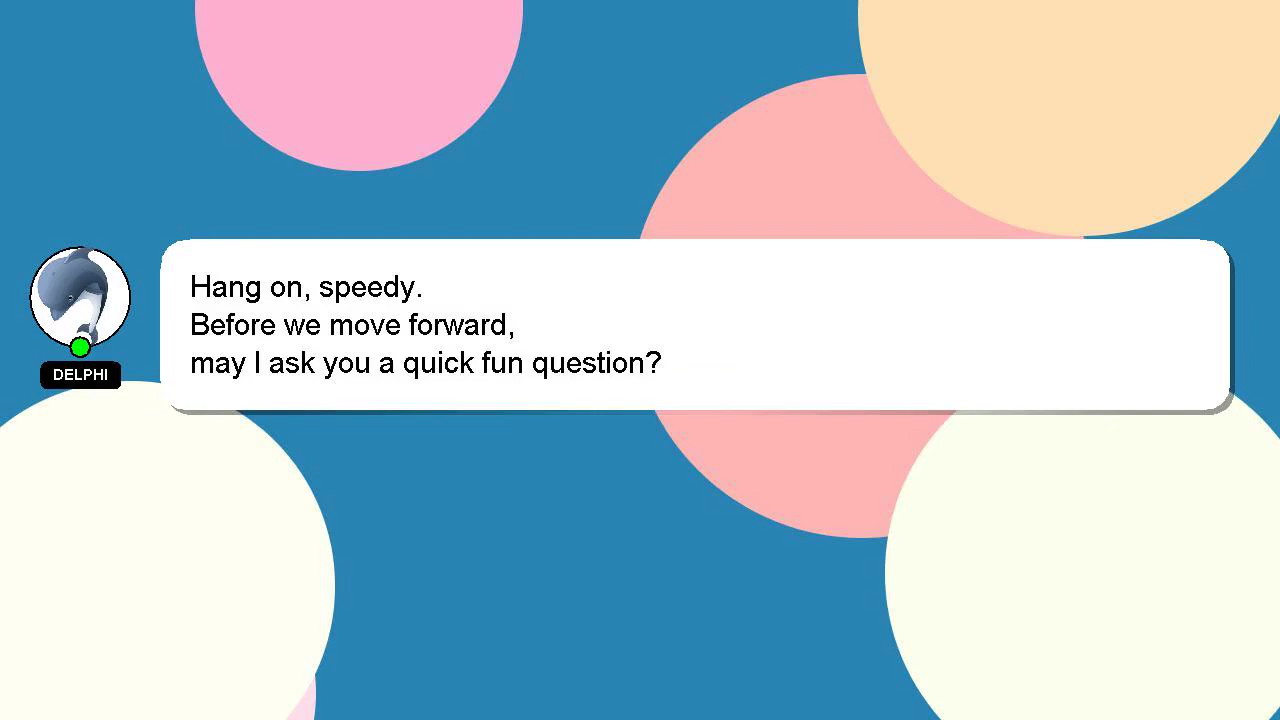 Hang on, speedy.
Before we move forward,
may I ask you a quick fun question?
DELPHI